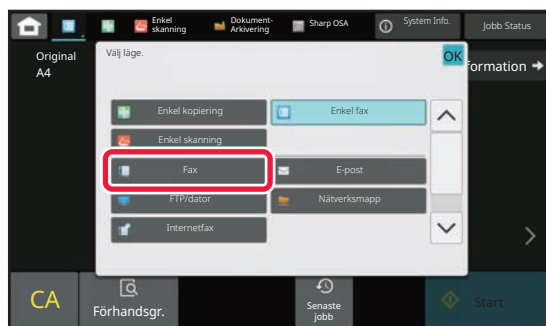 Enkel
skanning
Dokument-
Arkivering
Sharp OSA
System Info.
Jobb Status
Original
A4
Välj läge.
OK
formation
Enkel kopiering
Enkel fax
Enkel skanning
Fax
E-post
FTP/dator
Nätverksmapp
Internetfax
CA
Förhandsgr.
Senaste
jobb
Start